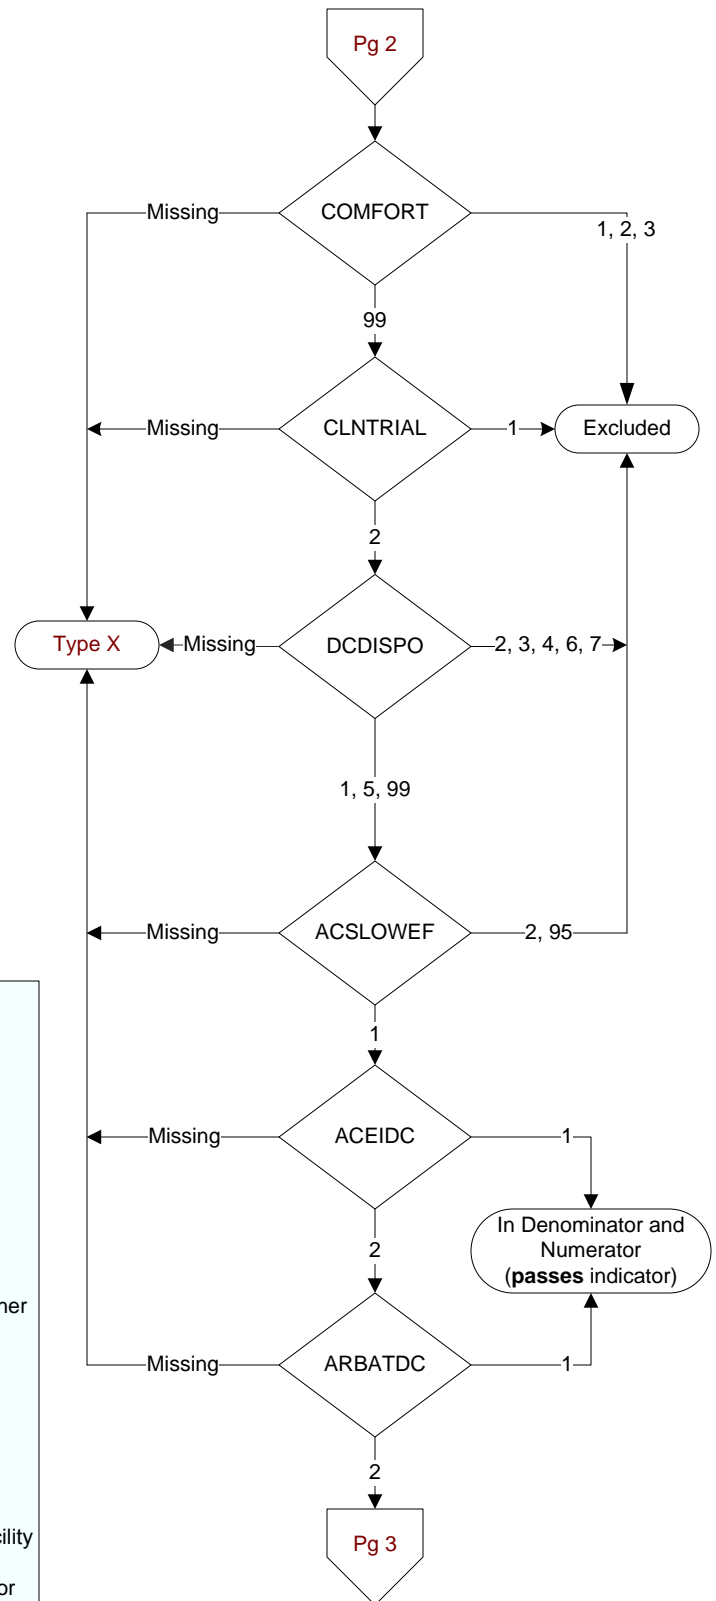 Pg 2
COMFORT
Missing
1, 2, 3
99
CLNTRIAL
Missing
1
Excluded
2
DCDISPO
Type X
Missing
2, 3, 4, 6, 7
1, 5, 99
ACSLOWEF
Missing
2, 95
1
ACEIDC
Missing
1
In Denominator and
Numerator
(passes indicator)
2
ARBATDC
Missing
1
2
Pg 3
or